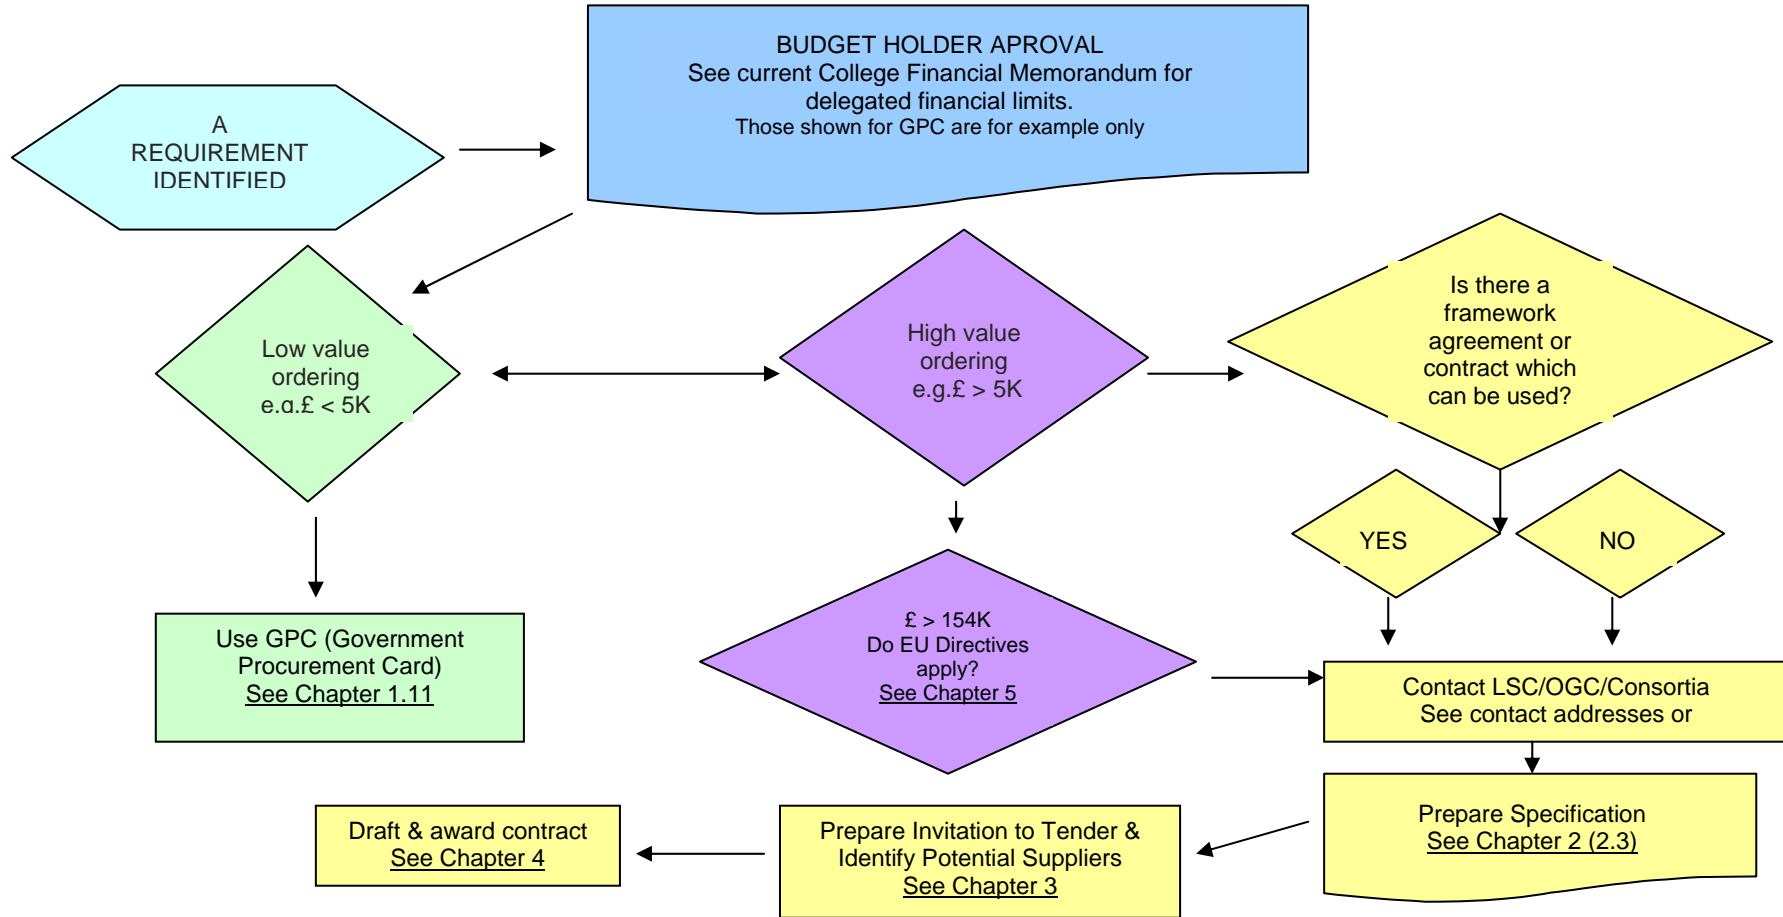 BUDGET HOLDER APROVAL
See current College Financial Memorandum for
delegated financial limits.
Those shown for GPC are for example only
A
REQUIREMENT
IDENTIFIED
Low value
ordering
e.g.£ < 5K
High value
ordering
e.g.£ > 5K
Is there a
framework
agreement or
contract which
can be used?
YES
NO
Use GPC (Government
Procurement Card)
See Chapter 1.11
£ > 154K
Do EU Directives
apply?
See Chapter 5
Contact LSC/OGC/Consortia
See contact addresses or
Prepare Specification
See Chapter 2 (2.3)
Prepare Invitation to Tender &
Identify Potential Suppliers
See Chapter 3
Draft & award contract
See Chapter 4